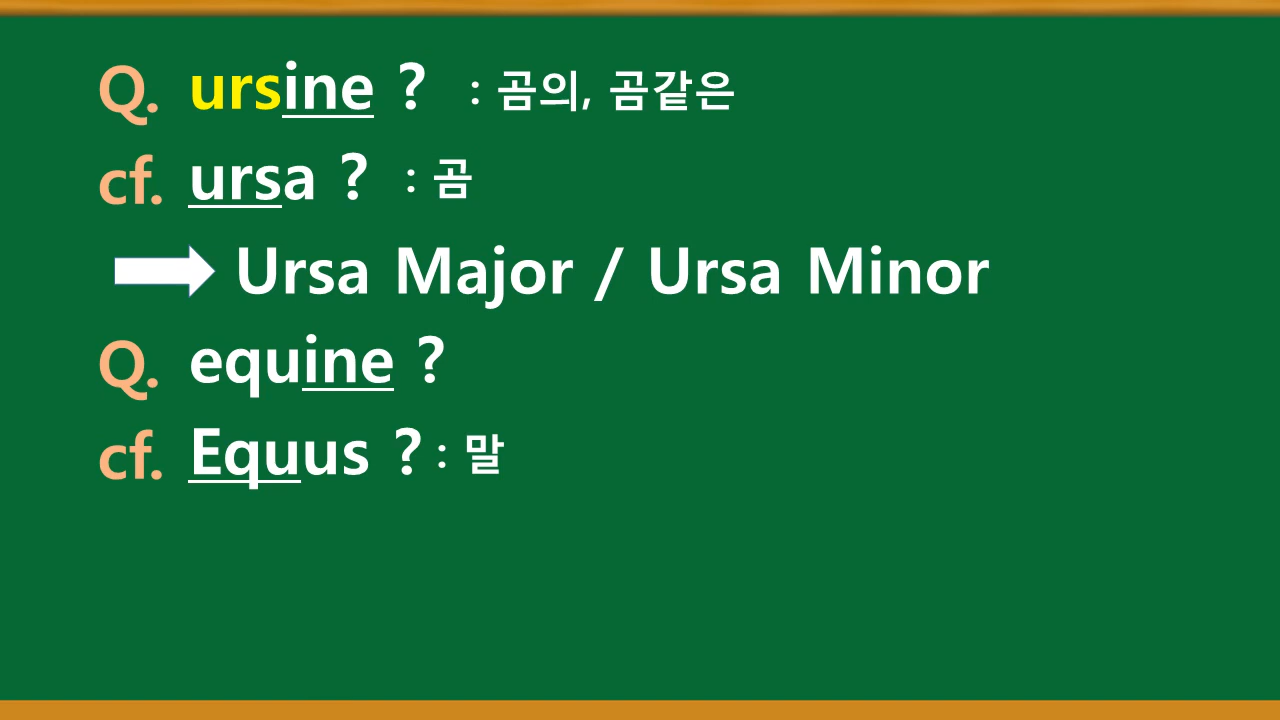 Q. ursine ? : 곰의, 곰같은
cf. ursa ? : 곰
Ursa Major / Ursa Minor
Q. equine ?
cf. Equus ? : 말